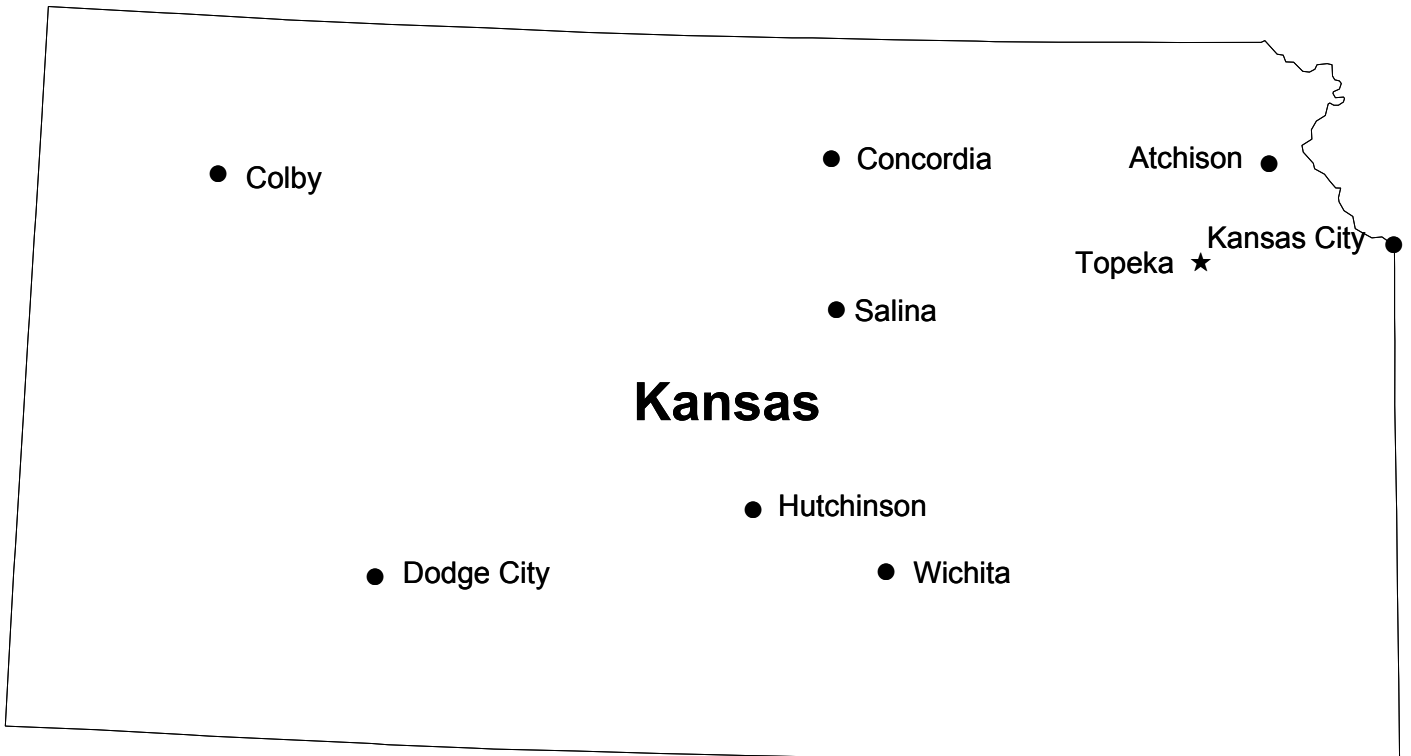 Concordia
Atchison
Colby
Kansas City
Topeka
Salina
Kansas
Hutchinson
Dodge City
Wichita